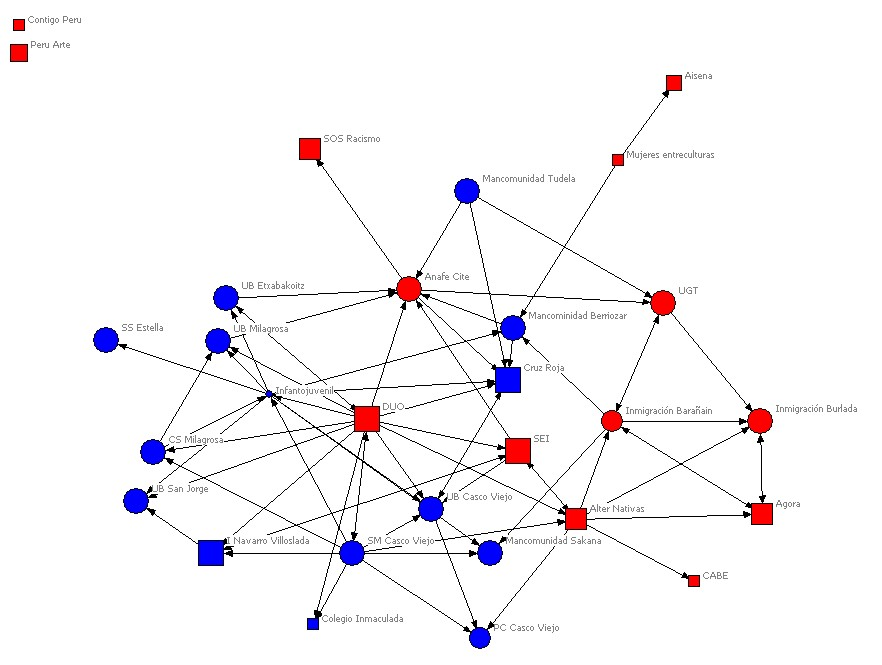 Contigo Peru
Peru Arte
Aisena
SOS Racismo
Mujeres entreculturas
Mancomunidad Tudela
Anafe Cite
UB Etxabakoitz
UGT
Mancominidad Berriozar
UB Milagrosa
SS Estella
Cruz Roja
Infantojuvenil
DUO
Inmigración Barañain
Inmigración Burlada
CS Milagrosa
SEI
UB San Jorge
UB Casco Viejo
Alter Nativas
Agora
I Navarro Villoslada
SM Casco Viejo
Mancomunidad Sakana
CABE
Colegio Inmaculada
PC Casco Viejo